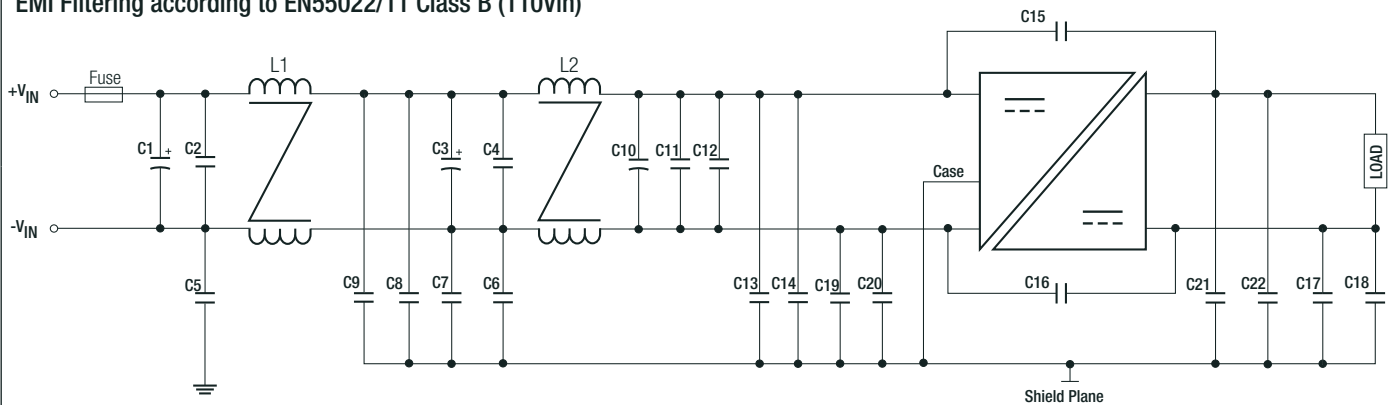 EMI Filtering according to EN55022/11 Class B (110Vin)
C15
L1
L2
Fuse
+VIN
C1 +
C2
C3 +
C4
C10
C11
C12
Case
LOAD
-VIN
C5
C9
C8
C7
C6
C13
C14
C19
C20
C16
C21
C22
C17
C18
Shield Plane